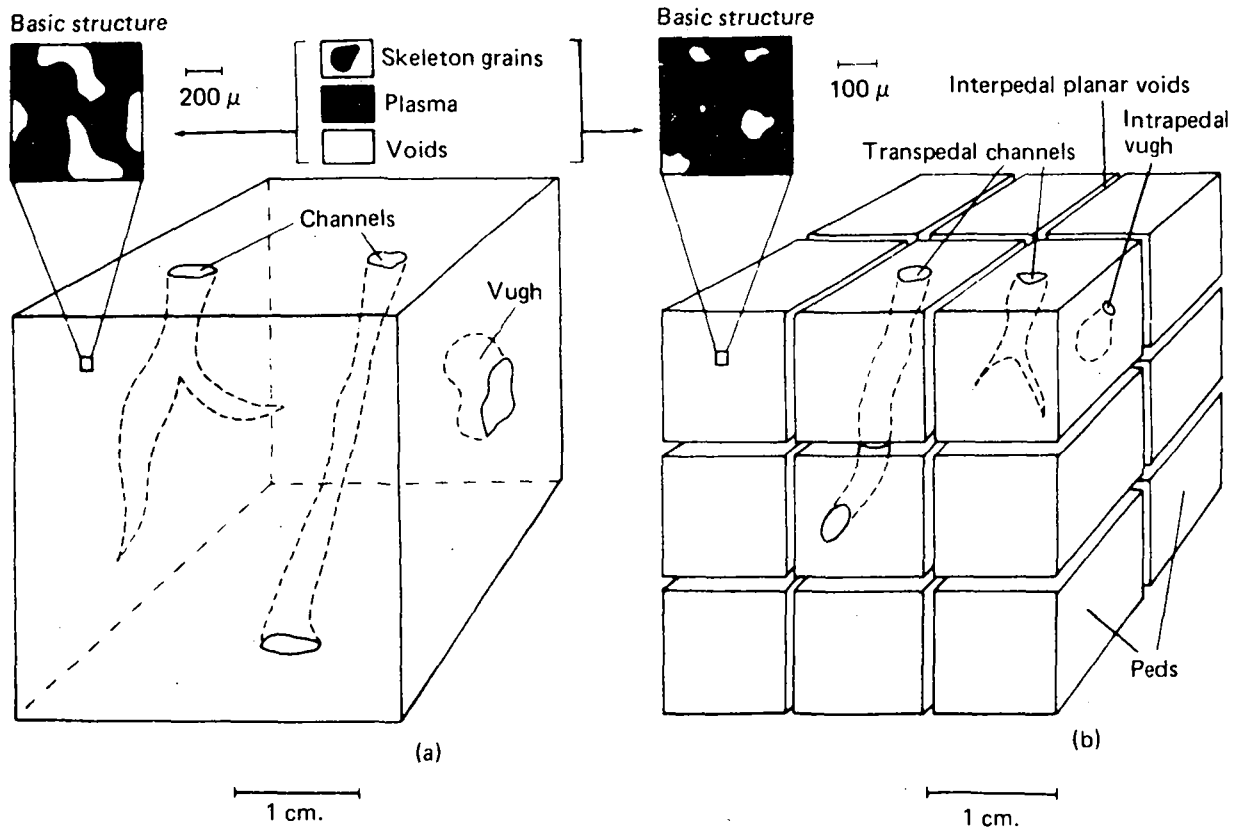 Basic structure
200 μ
Skeleton grains
Plasma
Voids
Basic structure
100 μ
Interpedal planar voids
Intrapedal
vugh
Transpedal channels
Channels
Vugh
Peds
(a)
(b)
1 cm.
1 cm.